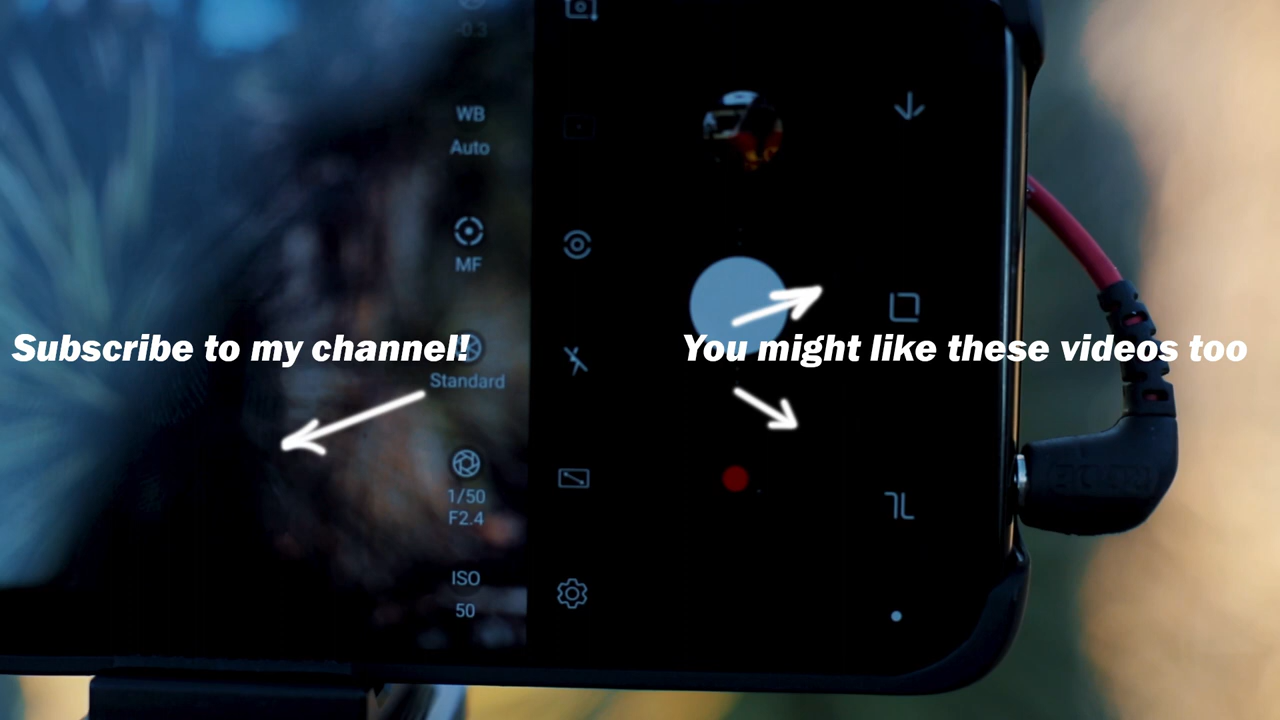 -0.3
WB
Auto
MF
Subscribe to my channel!
You might like these videos too
Standard
1/50
F2.4
ISO
50